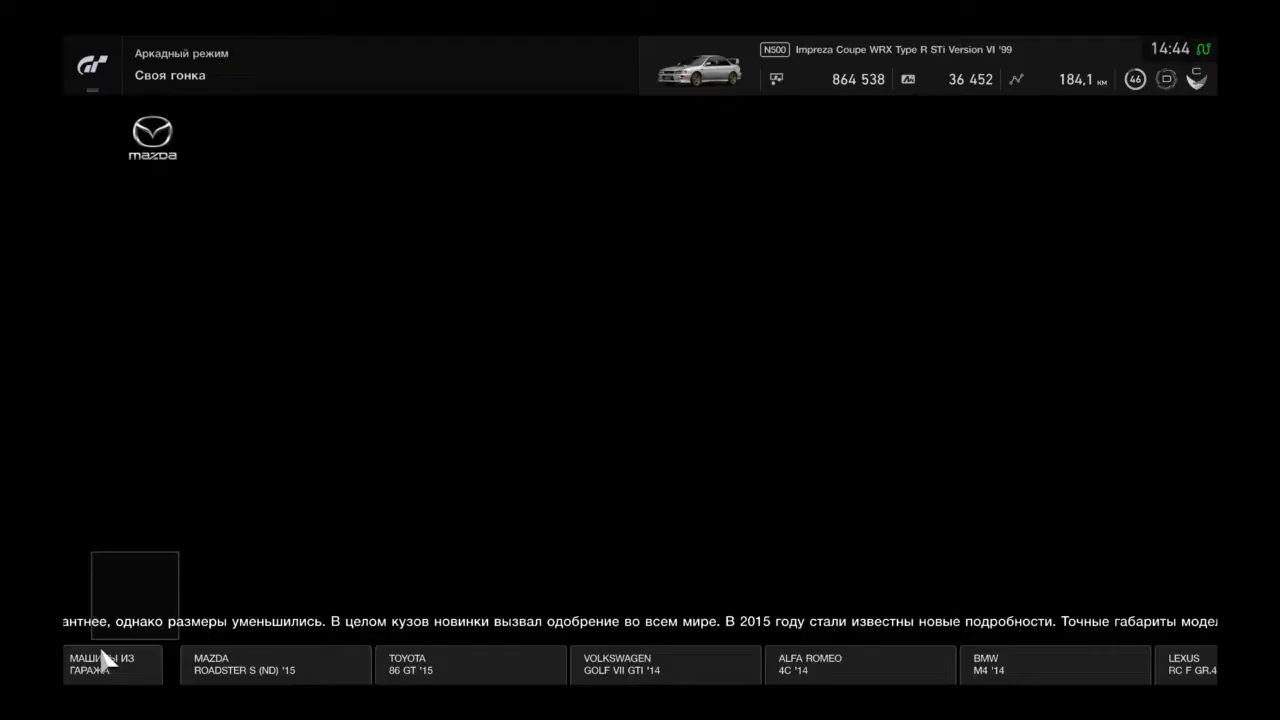 Аркадный режим
Своя гонка
N500 Impreza Coupe WRX Type R STi Version VI '99
14:44
864 538
36 452
184,1 км
46
mazda
антнее, однако размеры уменьшились. В целом кузов новинки вызвал одобрение во всем мире. В 2015 году стали известны новые подробности. Точные габариты модел
МАШИНЫ ИЗ
ГАРАЖА
MAZDA
ROADSTER S (ND) '15
TOYOTA
86 GT '15
VOLKSWAGEN
GOLF VII GTI '14
ALFA ROMEO
4C '14
BMW
M4 '14
LEXUS
RC F GR.4